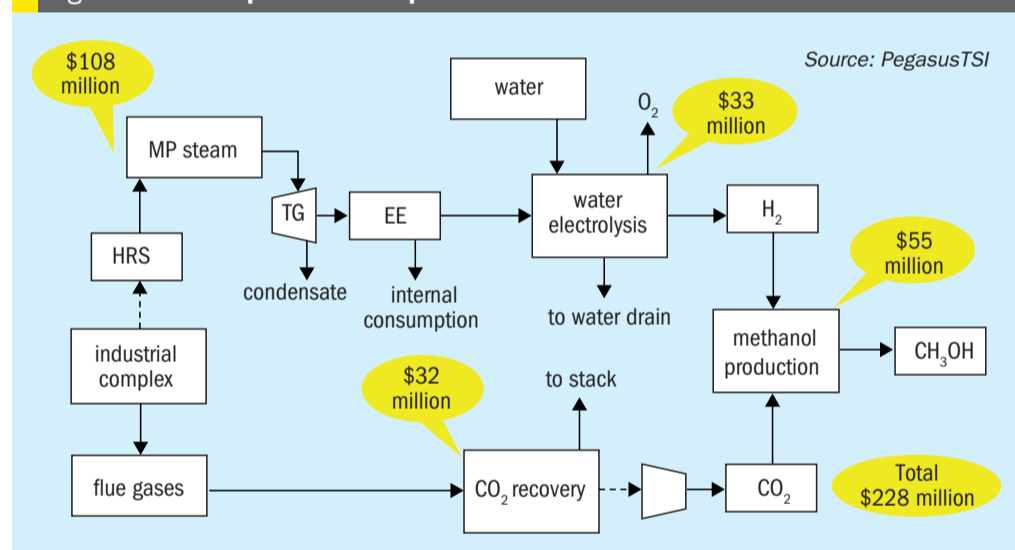 Source: PegasusTSI
$108
million
water
O₂
$33
million
MP steam
TG
EE
water
electrolysis
H₂
HRS
condensate
internal
consumption
to water drain
$55
million
industrial
complex
$32
million
to stack
methanol
production
CH₃OH
flue gases
CO₂ recovery
CO₂
Total
$228 million